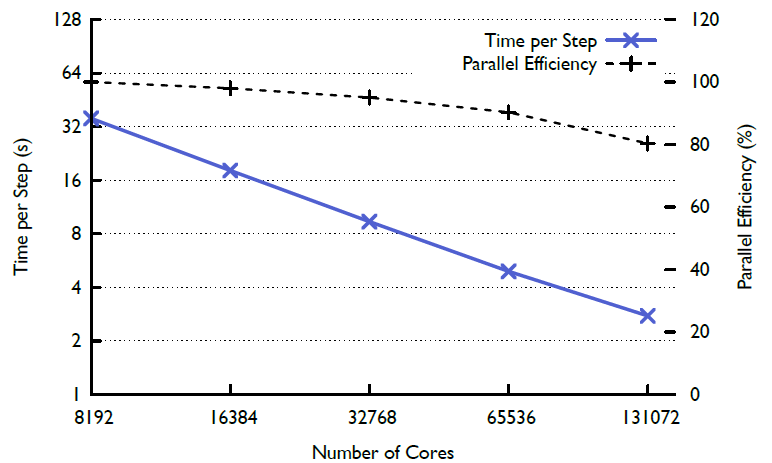 128
64
32
16
8
4
2
1
Time per Step (s)
Time per Step
Parallel Efficiency
120
100
80
60
40
20
0
Parallel Efficiency (%)
8192 16384 32768 65536 131072
Number of Cores